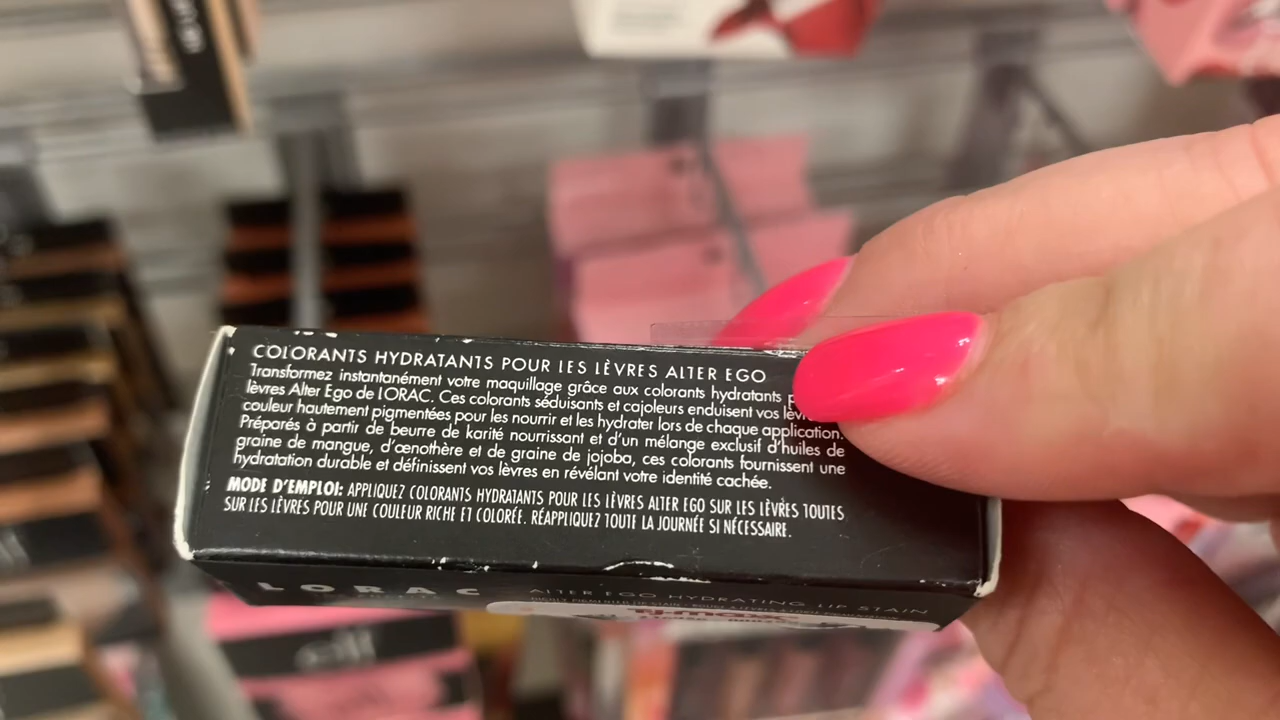 COLORANTS HYDRATANTS POUR LES LÈVRES ALTER EGO
Transformez instantanément votre maquillage grâce aux colorants hydratants
lèvres Alter Ego de LORAC. Ces colorants séduisants et cajoleurs enduisent vos
couleur hautement pigmentées pour les nourrir et les hydrater lors de chaque application.
Préparés à partir de beurre de karité nourrissant et d'un mélange exclusif d'huiles de
graine de mangue, d'œnothère et de graine de jojoba, ces colorants fournissent une
hydratation durable et définissent vos lèvres en révélant votre identité cachée.
MODE D'EMPLOI: APPLIQUEZ COLORANTS HYDRATANTS POUR LES LÈVRES ALTER EGO SUR LES LÈVRES TOUTES
SUR LES LÈVRES POUR UNE COULEUR RICHE ET COLORÉE. RÉAPPLIQUEZ TOUTE LA JOURNÉE SI NÉCESSAIRE.
LORAC
ALTER EGO HYDRATING LIP STAIN